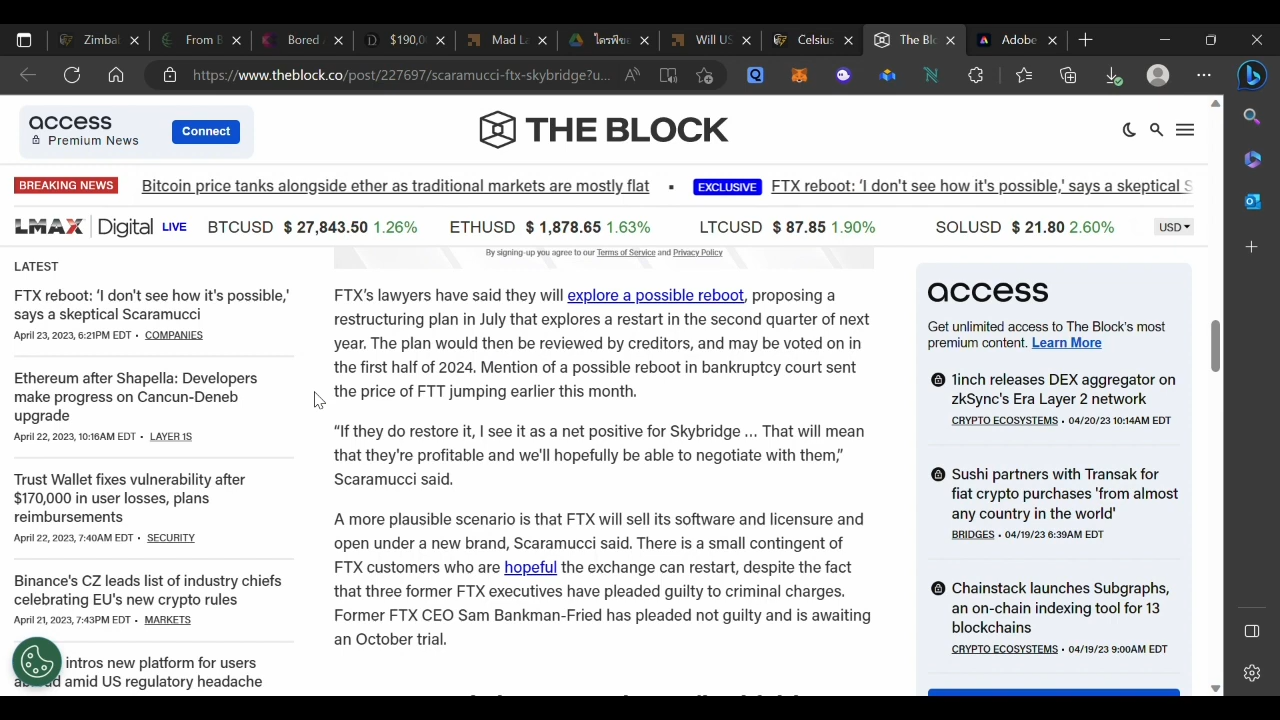 Zimbal
From B
Bored
$190,0
Mad La
ไตรพีซ
Will US
Celsius
The Blo
Adobe
https://www.theblock.co/post/227697/scaramucci-ftx-skybridge?u...
access
Premium News
Connect
THE BLOCK
BREAKING NEWS Bitcoin price tanks alongside ether as traditional markets are mostly flat • EXCLUSIVE FTX reboot: ‘I don't see how it's possible,’ says a skeptical S
LMAX Digital LIVE BTCUSD $ 27,843.50 1.26% ETHUSD $ 1,878.65 1.63% LTCUSD $ 87.85 1.90% SOLUSD $ 21.80 2.60% USD
LATEST
FTX reboot: ‘I don't see how it's possible,’
says a skeptical Scaramucci
April 23, 2023, 6:21PM EDT • COMPANIES
Ethereum after Shapella: Developers
make progress on Cancun-Deneb
upgrade
April 22, 2023, 10:16AM EDT • LAYER 1S
Trust Wallet fixes vulnerability after
$170,000 in user losses, plans
reimbursements
April 22, 2023, 7:40AM EDT • SECURITY
Binance's CZ leads list of industry chiefs
celebrating EU's new crypto rules
April 21, 2023, 7:43PM EDT • MARKETS
intros new platform for users
amid US regulatory headache
By signing-up you agree to our Terms of Service and Privacy Policy
FTX’s lawyers have said they will explore a possible reboot, proposing a
restructuring plan in July that explores a restart in the second quarter of next
year. The plan would then be reviewed by creditors, and may be voted on in
the first half of 2024. Mention of a possible reboot in bankruptcy court sent
the price of FTT jumping earlier this month.
“If they do restore it, I see it as a net positive for Skybridge ... That will mean
that they're profitable and we'll hopefully be able to negotiate with them,”
Scaramucci said.
A more plausible scenario is that FTX will sell its software and licensure and
open under a new brand, Scaramucci said. There is a small contingent of
FTX customers who are hopeful the exchange can restart, despite the fact
that three former FTX executives have pleaded guilty to criminal charges.
Former FTX CEO Sam Bankman-Fried has pleaded not guilty and is awaiting
an October trial.
access
Get unlimited access to The Block's most
premium content. Learn More
1inch releases DEX aggregator on
zkSync's Era Layer 2 network
CRYPTO ECOSYSTEMS • 04/20/23 10:14AM EDT
Sushi partners with Transak for
fiat crypto purchases 'from almost
any country in the world'
BRIDGES • 04/19/23 6:39AM EDT
Chainstack launches Subgraphs,
an on-chain indexing tool for 13
blockchains
CRYPTO ECOSYSTEMS • 04/19/23 9:00AM EDT